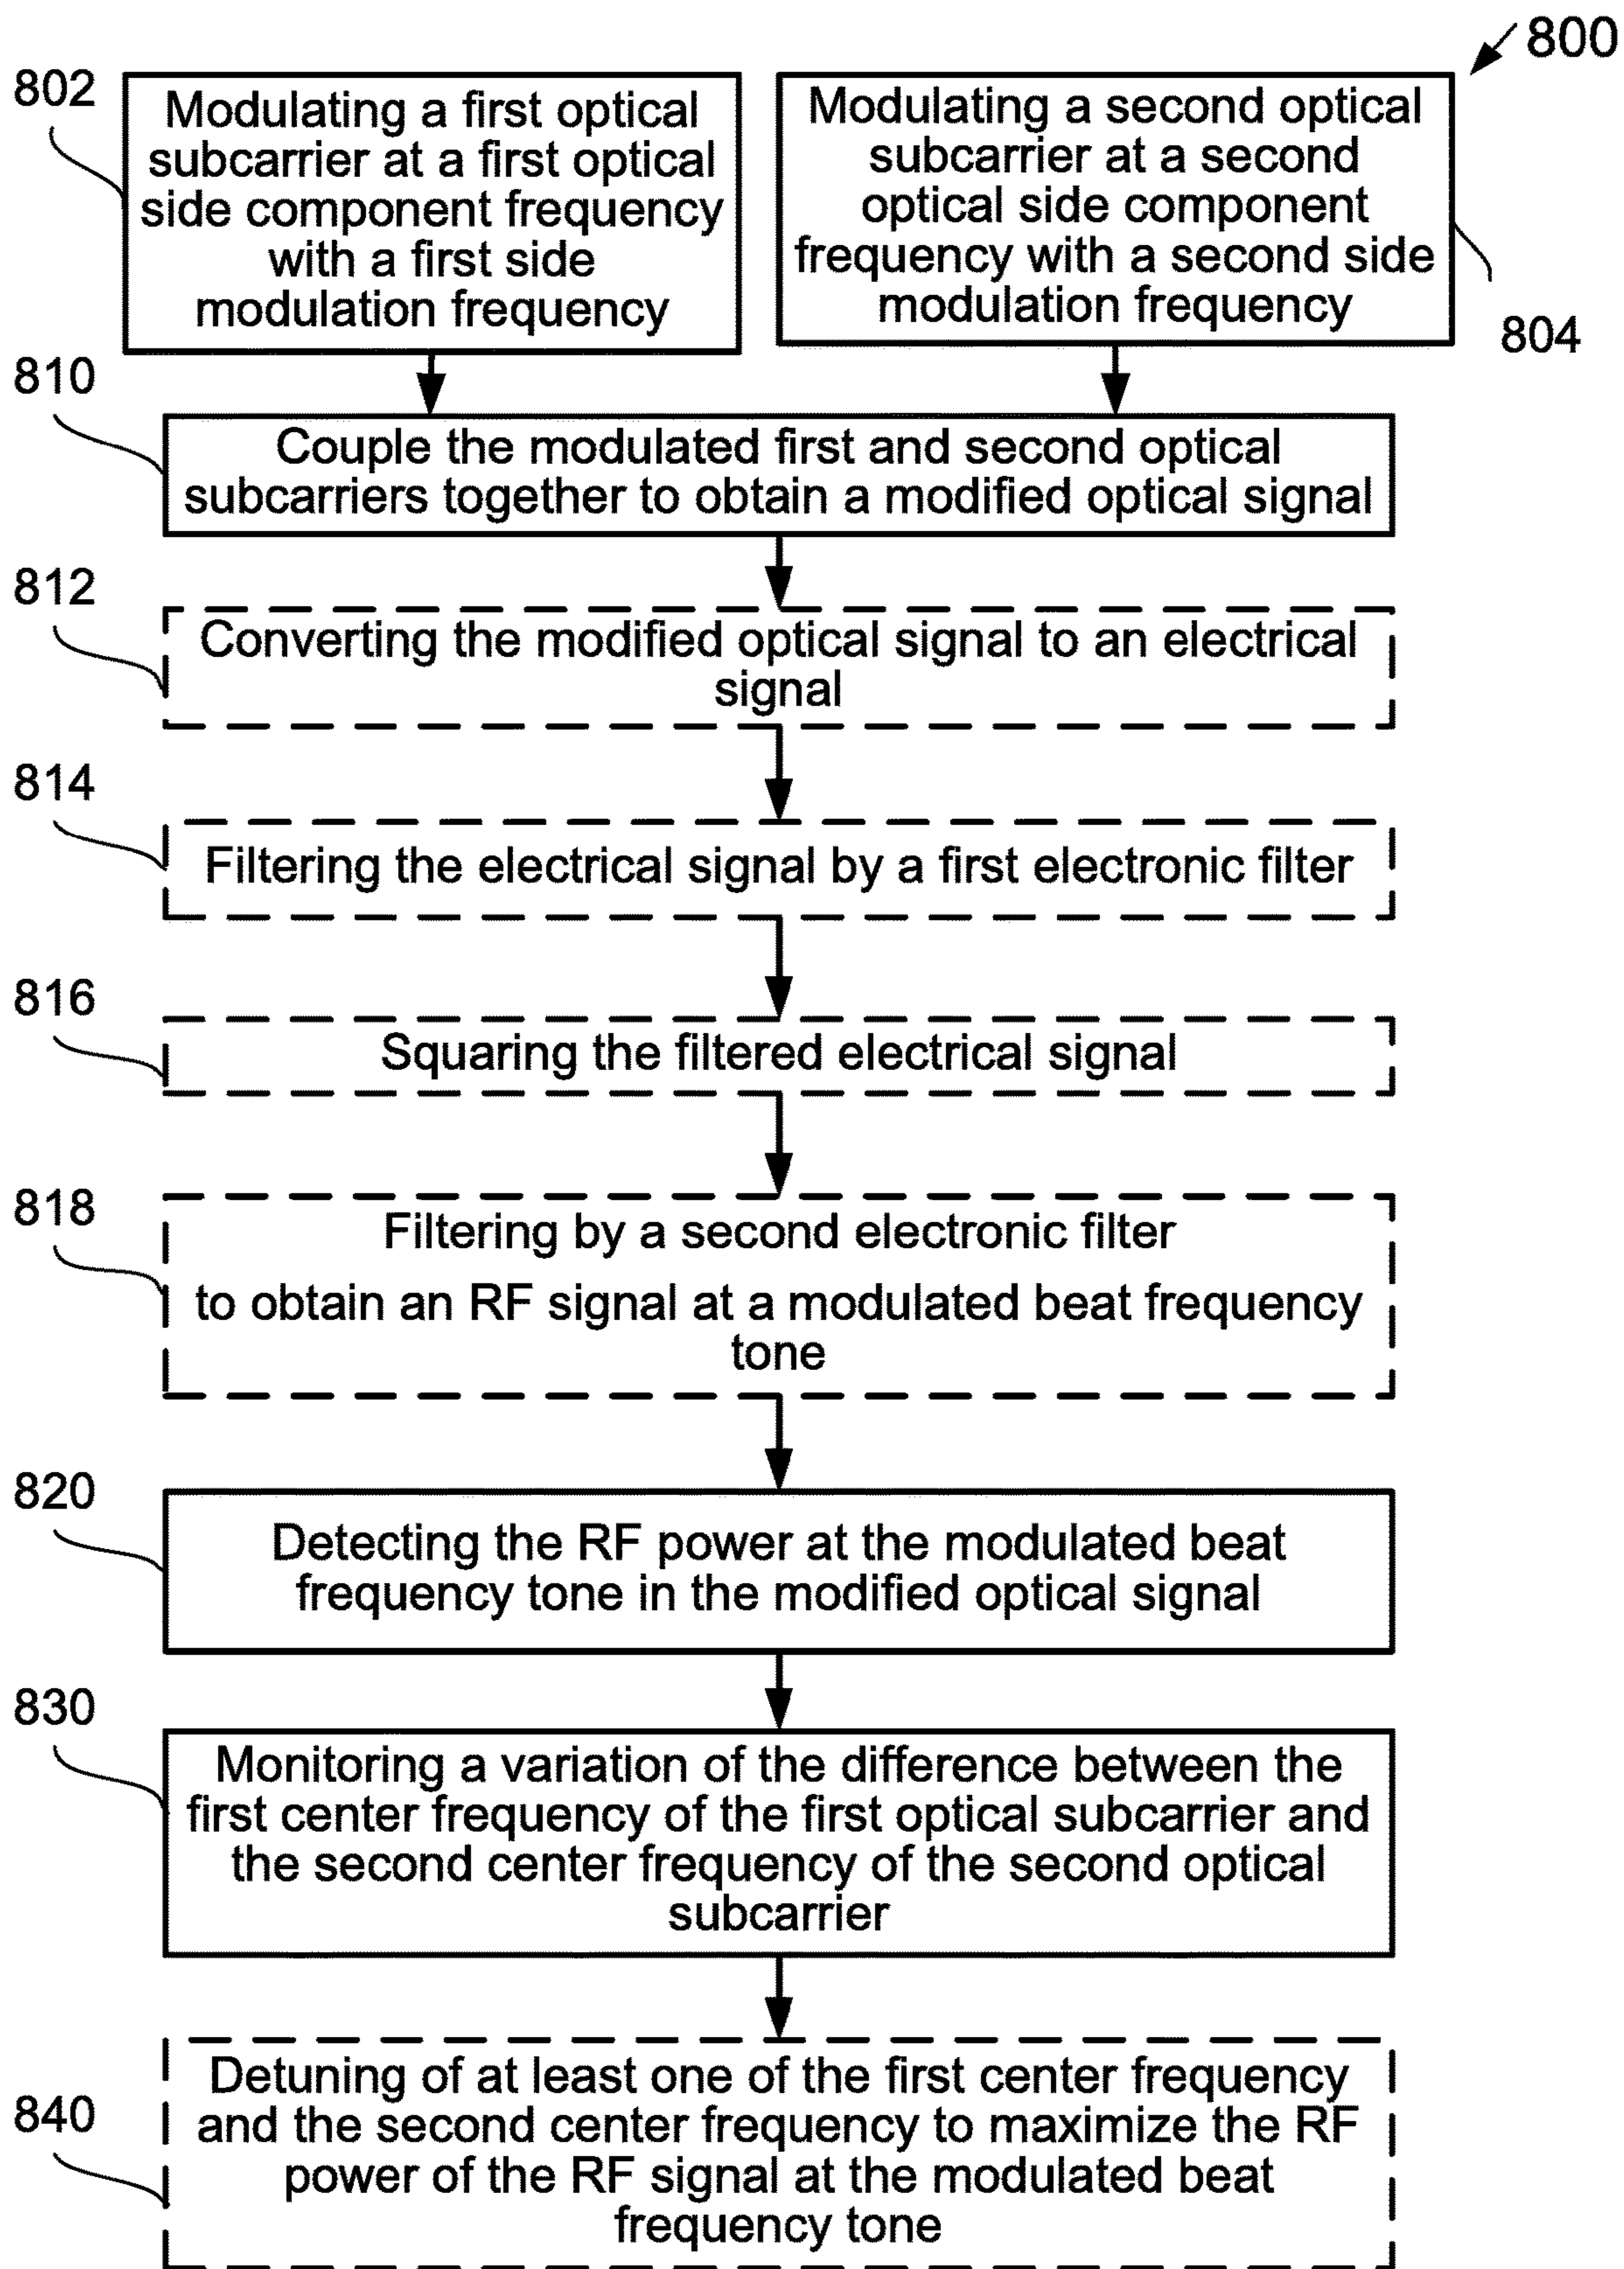 800
802
Modulating a first optical
subcarrier at a first optical
side component frequency
with a first side
modulation frequency
Modulating a second optical
subcarrier at a second
optical side component
frequency with a second side
modulation frequency
804
810
Couple the modulated first and second optical
subcarriers together to obtain a modified optical signal
812
Converting the modified optical signal to an electrical
signal
814
Filtering the electrical signal by a first electronic filter
816
Squaring the filtered electrical signal
818
Filtering by a second electronic filter
to obtain an RF signal at a modulated beat frequency
tone
820
Detecting the RF power at the modulated beat
frequency tone in the modified optical signal
830
Monitoring a variation of the difference between the
first center frequency of the first optical subcarrier and
the second center frequency of the second optical
subcarrier
840
Detuning of at least one of the first center frequency
and the second center frequency to maximize the RF
power of the RF signal at the modulated beat
frequency tone